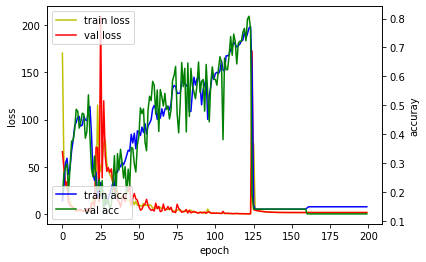 train loss
val loss
train acc
val acc
loss
accuray
epoch
200
150
100
50
0
0.8
0.7
0.6
0.5
0.4
0.3
0.2
0.1
0 25 50 75 100 125 150 175 200